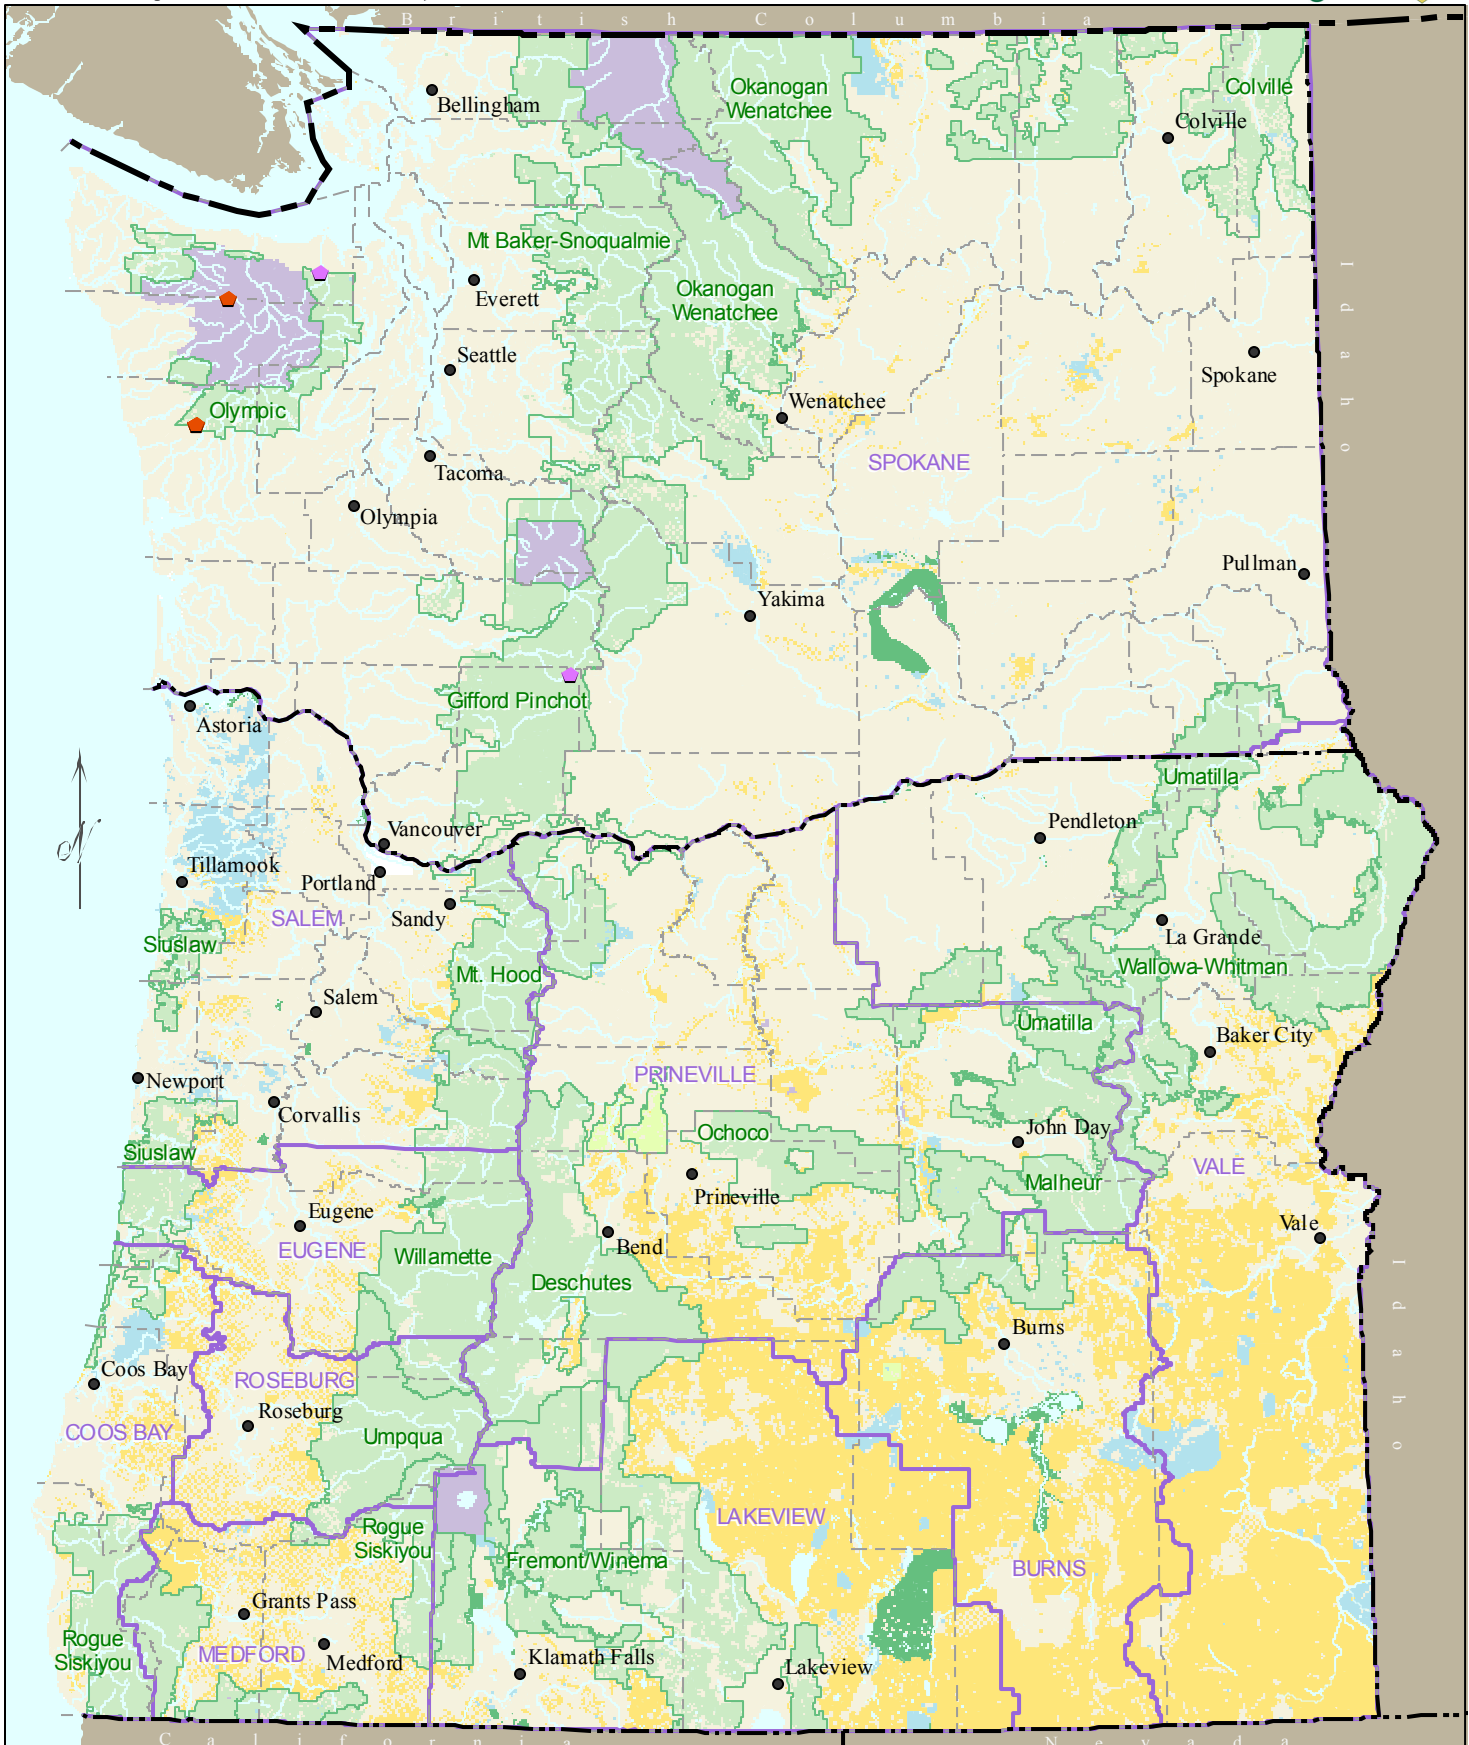 British Columbia
Bellingham
Okanogan
Wenatchee
Colville
Colville
Mt Baker-Snoqualmie
Everett
Okanogan
Wenatchee
Idaho
Seattle
Spokane
Olympic
Wenatchee
SPOKANE
Tacoma
Olympia
Pullman
Yakima
Gifford Pinchot
Astoria
Umatilla
Vancouver
Pendleton
Tillamook
Portland
Sandy
SALEM
Siuslaw
La Grande
Wallowa-Whitman
Mt. Hood
Salem
Umatilla
Baker City
Newport
PRINEVILLE
Corvallis
Ochoco
John Day
Siuslaw
VALE
Malheur
Prineville
Eugene
Vale
EUGENE
Willamette
Bend
Deschutes
Idaho
Burns
Coos Bay
ROSEBURG
Roseburg
COOS BAY
Umpqua
LAKEVIEW
Rogue
Siskiyou
Fremont/Winema
BURNS
Grants Pass
Rogue
Siskiyou
MEDFORD
Medford
Klamath Falls
Lakeview
California
Nevada
N